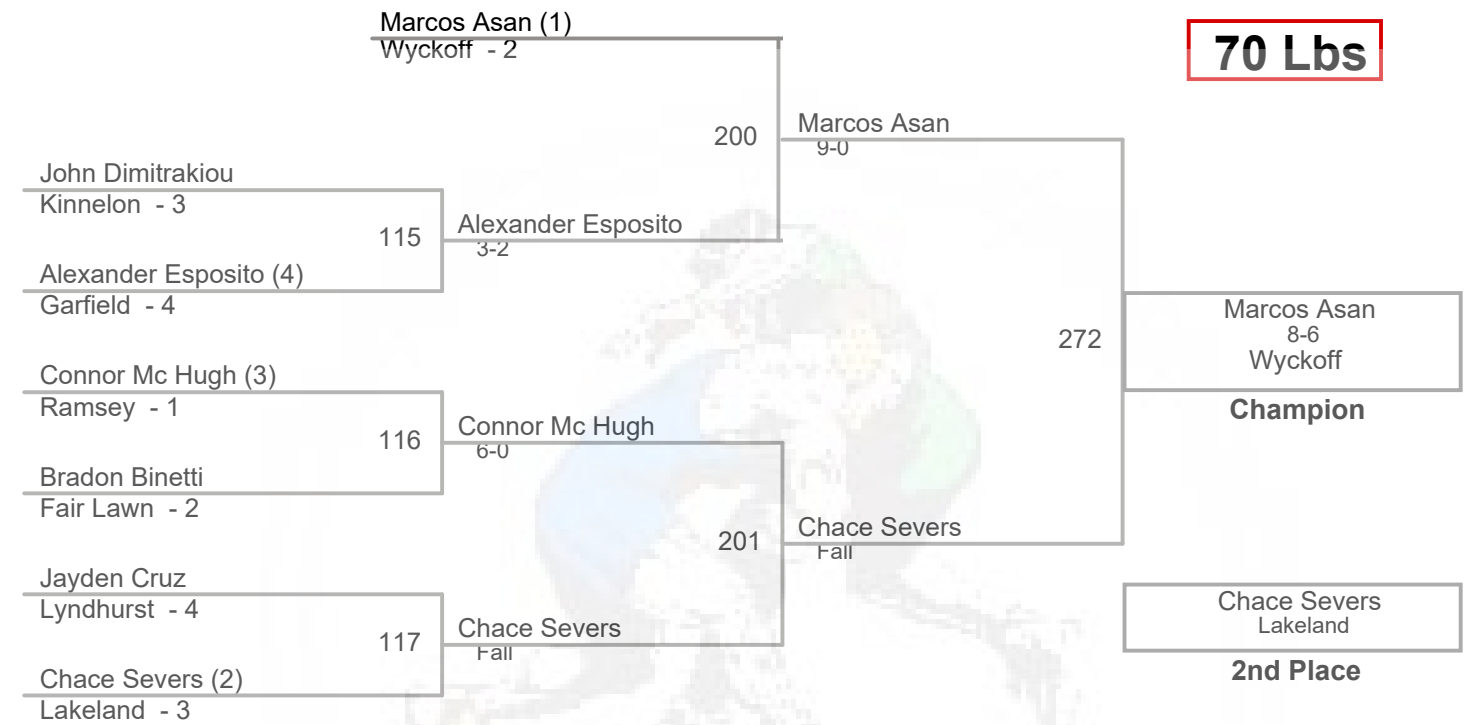 Marcos Asan (1)
Wyckoff - 2
70 Lbs
200
Marcos Asan
9-0
John Dimitrakiou
Kinnelon - 3
115
Alexander Esposito
3-2
Alexander Esposito (4)
Garfield - 4
272
Marcos Asan
8-6
Wyckoff
Champion
Connor Mc Hugh (3)
Ramsey - 1
116
Connor Mc Hugh
6-0
Bradon Binetti
Fair Lawn - 2
201
Chace Severs
Fall
Jayden Cruz
Lyndhurst - 4
117
Chace Severs
Fall
Chace Severs (2)
Lakeland - 3
Chace Severs
Lakeland
2nd Place